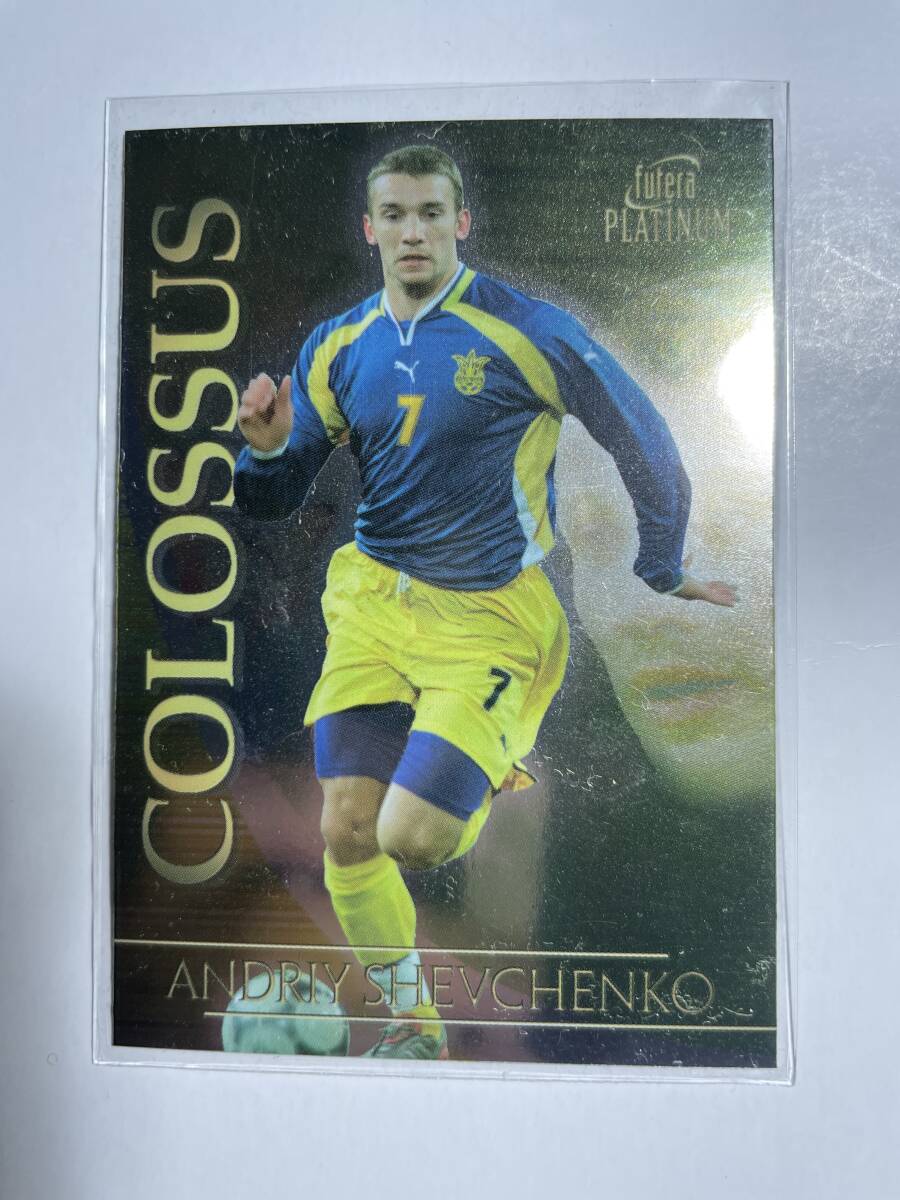 futera
PLATINUM
COLOSSUS
7
7
ANDRIY SHEVCHENKO